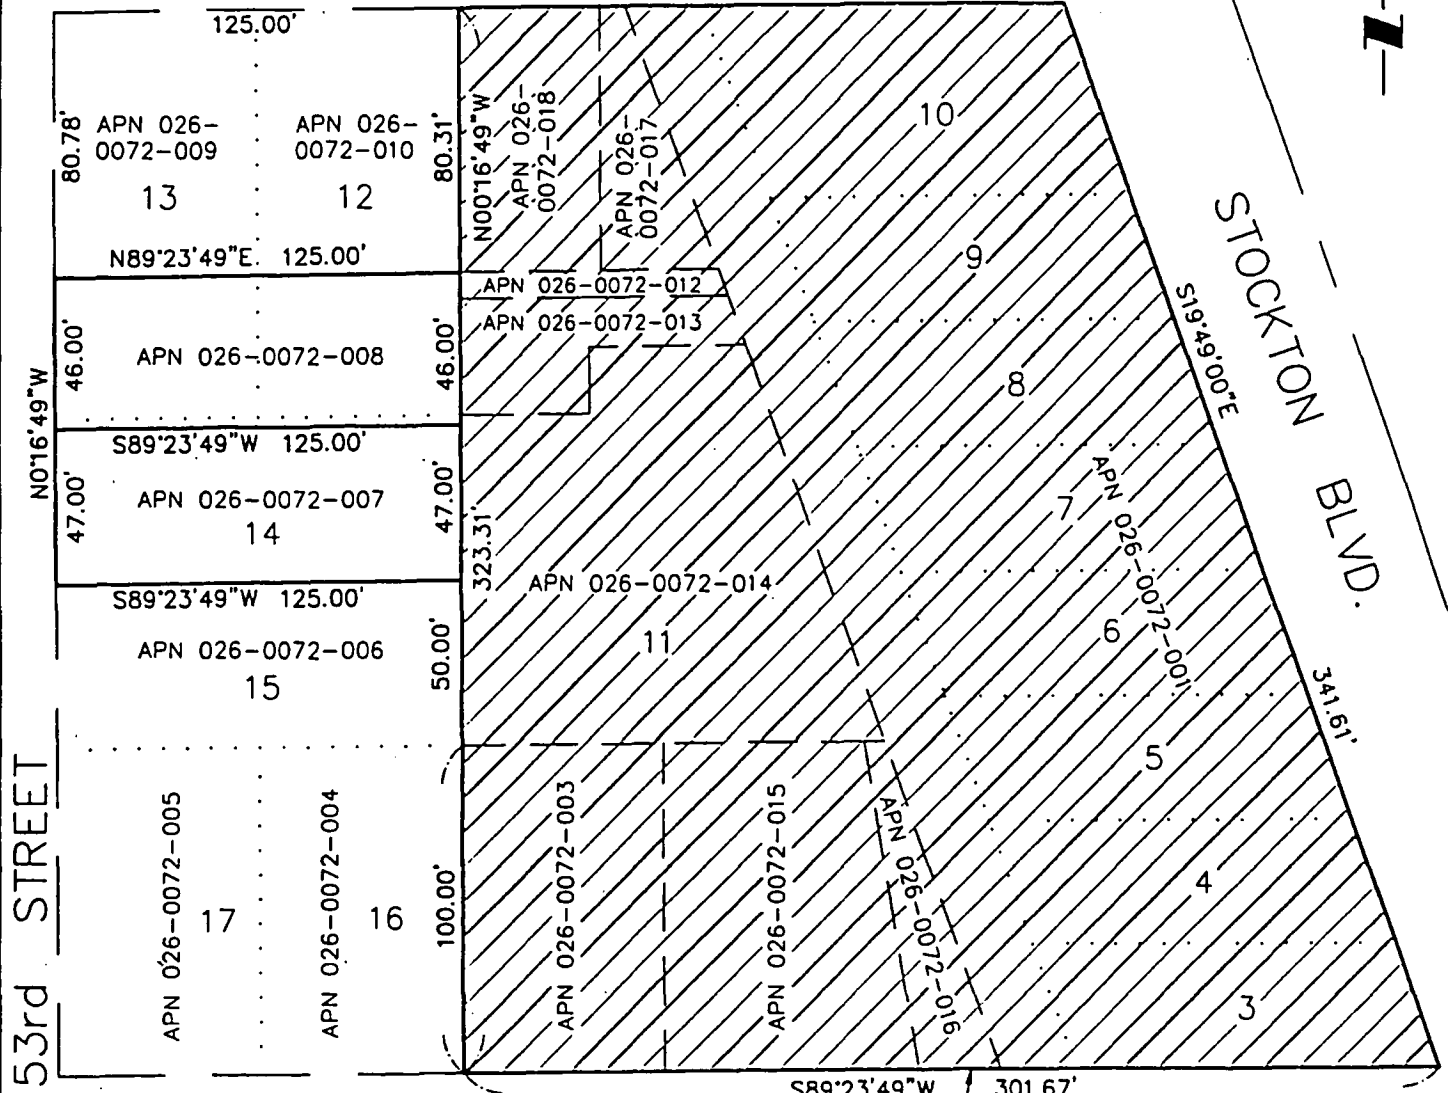 125.00'
80.78'
APN 026-
0072-009
13
APN 026-
0072-010
12
80.31'
N00°16'49"W
APN 026-
0072-018
APN 026-
0072-017
10
N89°23'49"E. 125.00'
APN 026-0072-012
9
APN 026-0072-013
N0°16'49"W
46.00'
APN 026-0072-008
46.00'
8
S19°49'00"E
STOCKTON BLVD.
S89°23'49"W 125.00'
47.00'
APN 026-0072-007
14
47.00'
323.31'
7
APN 026-0072-001
S89°23'49"W 125.00'
APN 026-0072-014
11
6
APN 026-0072-006
15
50.00'
341.61'
5
53rd STREET
APN 026-0072-005
17
APN 026-0072-004
16
100.00'
APN 026-0072-003
APN 026-0072-015
APN 026-0072-016
4
3
S89°23'49"W 301.67'